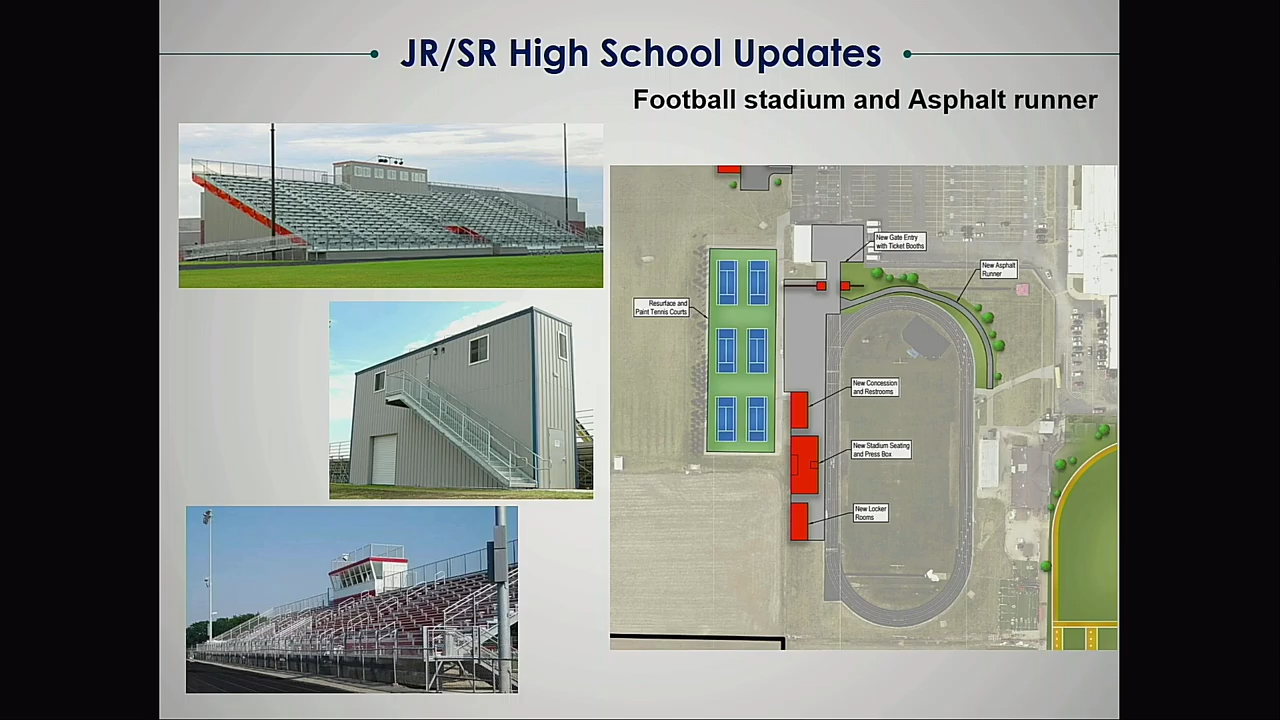 JR/SR High School Updates
Football stadium and Asphalt runner
New Gate Entry
with Ticket Booths
New Asphalt
Runner
Resurface and
Paint Tennis Courts
New Concession
and Restrooms
New Stadium Seating
and Press Box
New Locker
Rooms